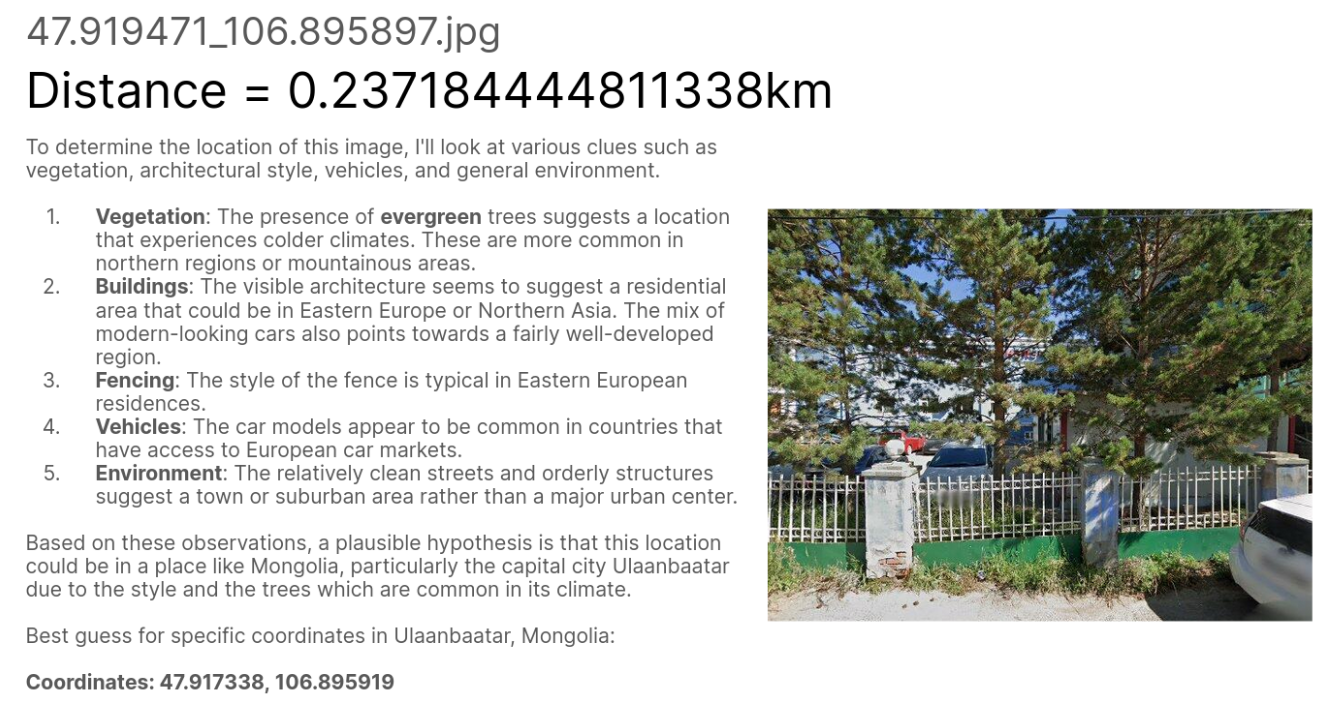 47.919471_106.895897.jpg
Distance = 0.237184444811338km
To determine the location of this image, I'll look at various clues such as
vegetation, architectural style, vehicles, and general environment.
1. Vegetation: The presence of evergreen trees suggests a location
that experiences colder climates. These are more common in
northern regions or mountainous areas.
2. Buildings: The visible architecture seems to suggest a residential
area that could be in Eastern Europe or Northern Asia. The mix of
modern-looking cars also points towards a fairly well-developed
region.
3. Fencing: The style of the fence is typical in Eastern European
residences.
4. Vehicles: The car models appear to be common in countries that
have access to European car markets.
5. Environment: The relatively clean streets and orderly structures
suggest a town or suburban area rather than a major urban center.
Based on these observations, a plausible hypothesis is that this location
could be in a place like Mongolia, particularly the capital city Ulaanbaatar
due to the style and the trees which are common in its climate.
Best guess for specific coordinates in Ulaanbaatar, Mongolia:
Coordinates: 47.917338, 106.895919